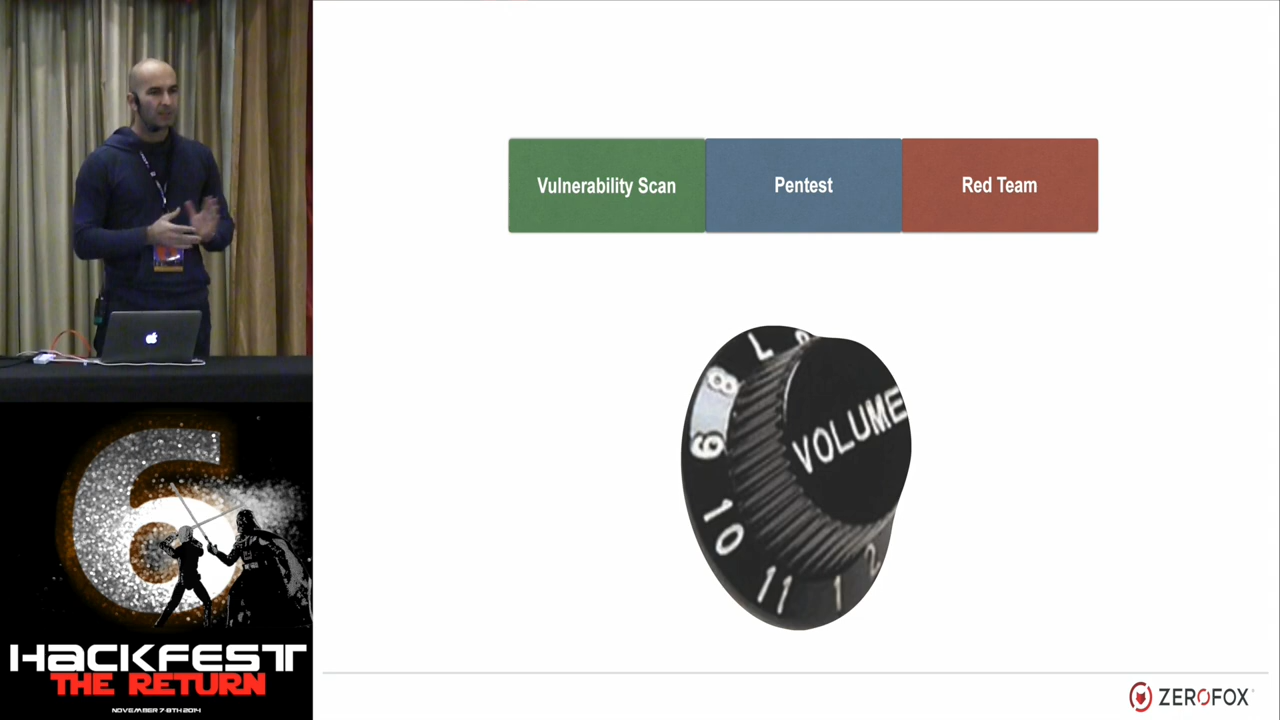 Vulnerability Scan
Pentest
Red Team
VOLUME
L
8
9
10
11
1
2
6
HACKFEST
THE RETURN
NOVEMBER 7-8TH 2014
ZEROFOX